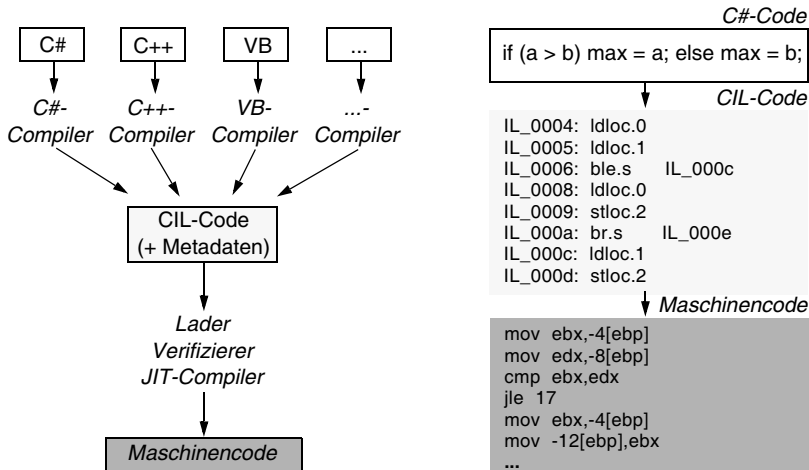 C# C++ VB ...
C#- C++- VB- ...-
Compiler Compiler Compiler Compiler
CIL-Code
(+ Metadaten)
Lader
Verifizierer
JIT-Compiler
Maschinencode
C#-Code
if (a > b) max = a; else max = b;
CIL-Code
IL_0004: ldloc.0
IL_0005: ldloc.1
IL_0006: ble.s IL_000c
IL_0008: ldloc.0
IL_0009: stloc.2
IL_000a: br.s IL_000e
IL_000c: ldloc.1
IL_000d: stloc.2
Maschinencode
mov ebx,-4[ebp]
mov edx,-8[ebp]
cmp ebx,edx
jle 17
mov ebx,-4[ebp]
mov -12[ebp],ebx
...